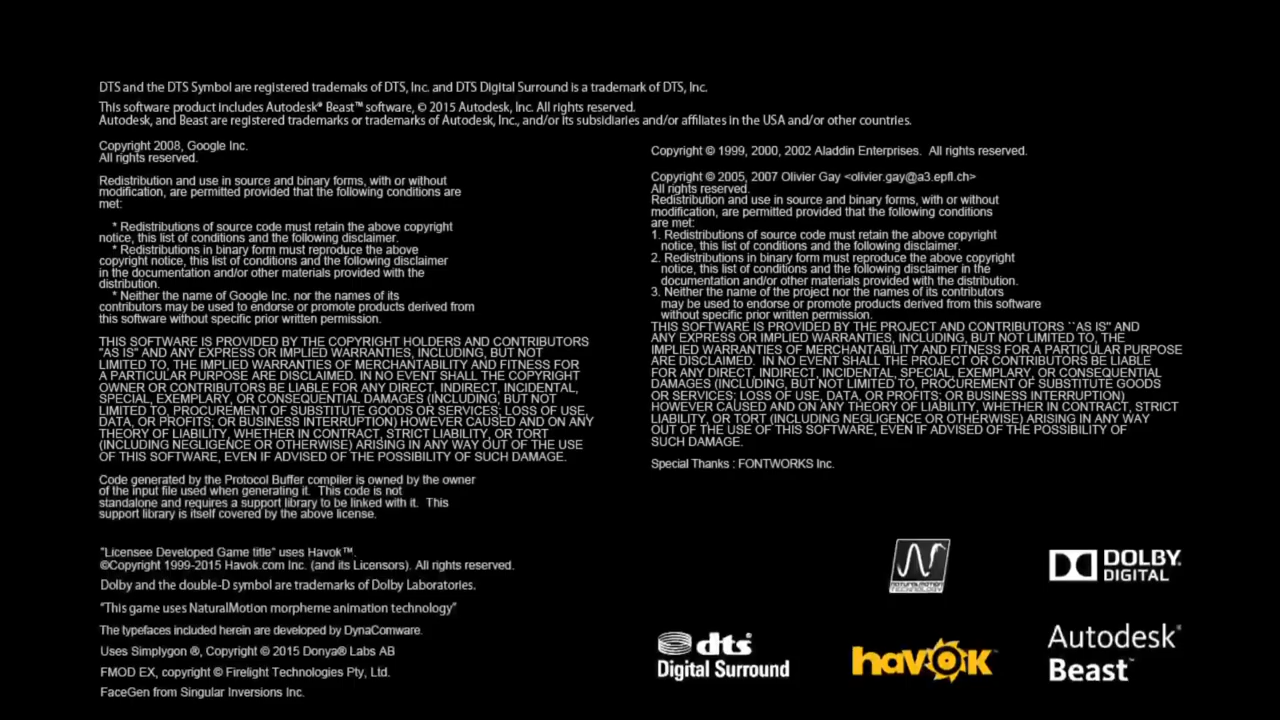 DTS and the DTS Symbol are registered trademaks of DTS, Inc. and DTS Digital Surround is a trademark of DTS, Inc.
This software product includes Autodesk® Beast™ software, © 2015 Autodesk, Inc. All rights reserved.
Autodesk, and Beast are registered trademarks or trademarks of Autodesk, Inc., and/or its subsidiaries and/or affiliates in the USA and/or other countries.
Copyright 2008, Google Inc.
All rights reserved.
Redistribution and use in source and binary forms, with or without
modification, are permitted provided that the following conditions are
met:
* Redistributions of source code must retain the above copyright
notice, this list of conditions and the following disclaimer.
* Redistributions in binary form must reproduce the above
copyright notice, this list of conditions and the following disclaimer
in the documentation and/or other materials provided with the
distribution.
* Neither the name of Google Inc. nor the names of its
contributors may be used to endorse or promote products derived from
this software without specific prior written permission.
THIS SOFTWARE IS PROVIDED BY THE COPYRIGHT HOLDERS AND CONTRIBUTORS
"AS IS" AND ANY EXPRESS OR IMPLIED WARRANTIES, INCLUDING, BUT NOT
LIMITED TO, THE IMPLIED WARRANTIES OF MERCHANTABILITY AND FITNESS FOR
A PARTICULAR PURPOSE ARE DISCLAIMED. IN NO EVENT SHALL THE COPYRIGHT
OWNER OR CONTRIBUTORS BE LIABLE FOR ANY DIRECT, INDIRECT, INCIDENTAL,
SPECIAL, EXEMPLARY, OR CONSEQUENTIAL DAMAGES (INCLUDING, BUT NOT
LIMITED TO, PROCUREMENT OF SUBSTITUTE GOODS OR SERVICES; LOSS OF USE,
DATA, OR PROFITS; OR BUSINESS INTERRUPTION) HOWEVER CAUSED AND ON ANY
THEORY OF LIABILITY, WHETHER IN CONTRACT, STRICT LIABILITY, OR TORT
(INCLUDING NEGLIGENCE OR OTHERWISE) ARISING IN ANY WAY OUT OF THE USE
OF THIS SOFTWARE, EVEN IF ADVISED OF THE POSSIBILITY OF SUCH DAMAGE.
Code generated by the Protocol Buffer compiler is owned by the owner
of the input file used when generating it.  This code is not
standalone and requires a support library to be linked with it.  This
support library is itself covered by the above license.
Copyright © 1999, 2000, 2002 Aladdin Enterprises.  All rights reserved.
Copyright © 2005, 2007 Olivier Gay <olivier.gay@a3.epfl.ch>
All rights reserved.
Redistribution and use in source and binary forms, with or without
modification, are permitted provided that the following conditions
are met:
1. Redistributions of source code must retain the above copyright
notice, this list of conditions and the following disclaimer.
2. Redistributions in binary form must reproduce the above copyright
notice, this list of conditions and the following disclaimer in the
documentation and/or other materials provided with the distribution.
3. Neither the name of the project nor the names of its contributors
may be used to endorse or promote products derived from this software
without specific prior written permission.
THIS SOFTWARE IS PROVIDED BY THE PROJECT AND CONTRIBUTORS ``AS IS'' AND
ANY EXPRESS OR IMPLIED WARRANTIES, INCLUDING, BUT NOT LIMITED TO, THE
IMPLIED WARRANTIES OF MERCHANTABILITY AND FITNESS FOR A PARTICULAR PURPOSE
ARE DISCLAIMED.  IN NO EVENT SHALL THE PROJECT OR CONTRIBUTORS BE LIABLE
FOR ANY DIRECT, INDIRECT, INCIDENTAL, SPECIAL, EXEMPLARY, OR CONSEQUENTIAL
DAMAGES (INCLUDING, BUT NOT LIMITED TO, PROCUREMENT OF SUBSTITUTE GOODS
OR SERVICES; LOSS OF USE, DATA, OR PROFITS; OR BUSINESS INTERRUPTION)
HOWEVER CAUSED AND ON ANY THEORY OF LIABILITY, WHETHER IN CONTRACT, STRICT
LIABILITY, OR TORT (INCLUDING NEGLIGENCE OR OTHERWISE) ARISING IN ANY WAY
OUT OF THE USE OF THIS SOFTWARE, EVEN IF ADVISED OF THE POSSIBILITY OF
SUCH DAMAGE.
Special Thanks : FONTWORKS Inc.
"Licensee Developed Game title" uses Havok™.
©Copyright 1999-2015 Havok.com Inc. (and its Licensors). All rights reserved.
Dolby and the double-D symbol are trademarks of Dolby Laboratories.
"This game uses NaturalMotion morpheme animation technology"
The typefaces included herein are developed by DynaComware.
Uses Simplygon ®, Copyright © 2015 Donya® Labs AB
FMOD EX, copyright © Firelight Technologies Pty, Ltd.
FaceGen from Singular Inversions Inc.
NATURALMOTION
TECHNOLOGY
DOLBY®
DIGITAL
dts®
Digital Surround
havok™
Autodesk®
Beast™